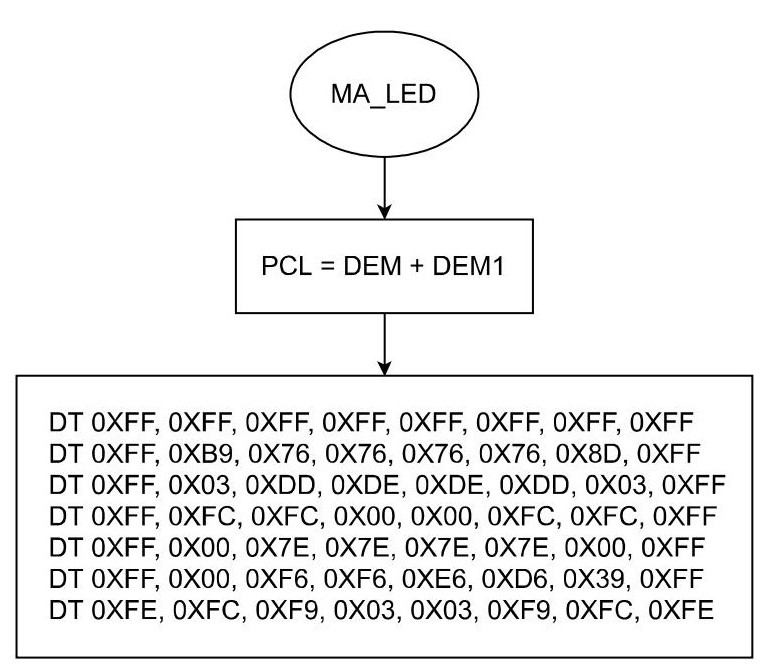 MA_LED
PCL = DEM + DEM1
DT 0XFF, 0XFF, 0XFF, 0XFF, 0XFF, 0XFF, 0XFF, 0XFF
DT 0XFF, 0XB9, 0X76, 0X76, 0X76, 0X76, 0X8D, 0XFF
DT 0XFF, 0X03, 0XDD, 0XDE, 0XDE, 0XDD, 0X03, 0XFF
DT 0XFF, 0XFC, 0XFC, 0X00, 0X00, 0XFC, 0XFC, 0XFF
DT 0XFF, 0X00, 0X7E, 0X7E, 0X7E, 0X7E, 0X00, 0XFF
DT 0XFF, 0X00, 0XF6, 0XF6, 0XE6, 0XD6, 0X39, 0XFF
DT 0XFE, 0XFC, 0XF9, 0X03, 0X03, 0XF9, 0XFC, 0XFE